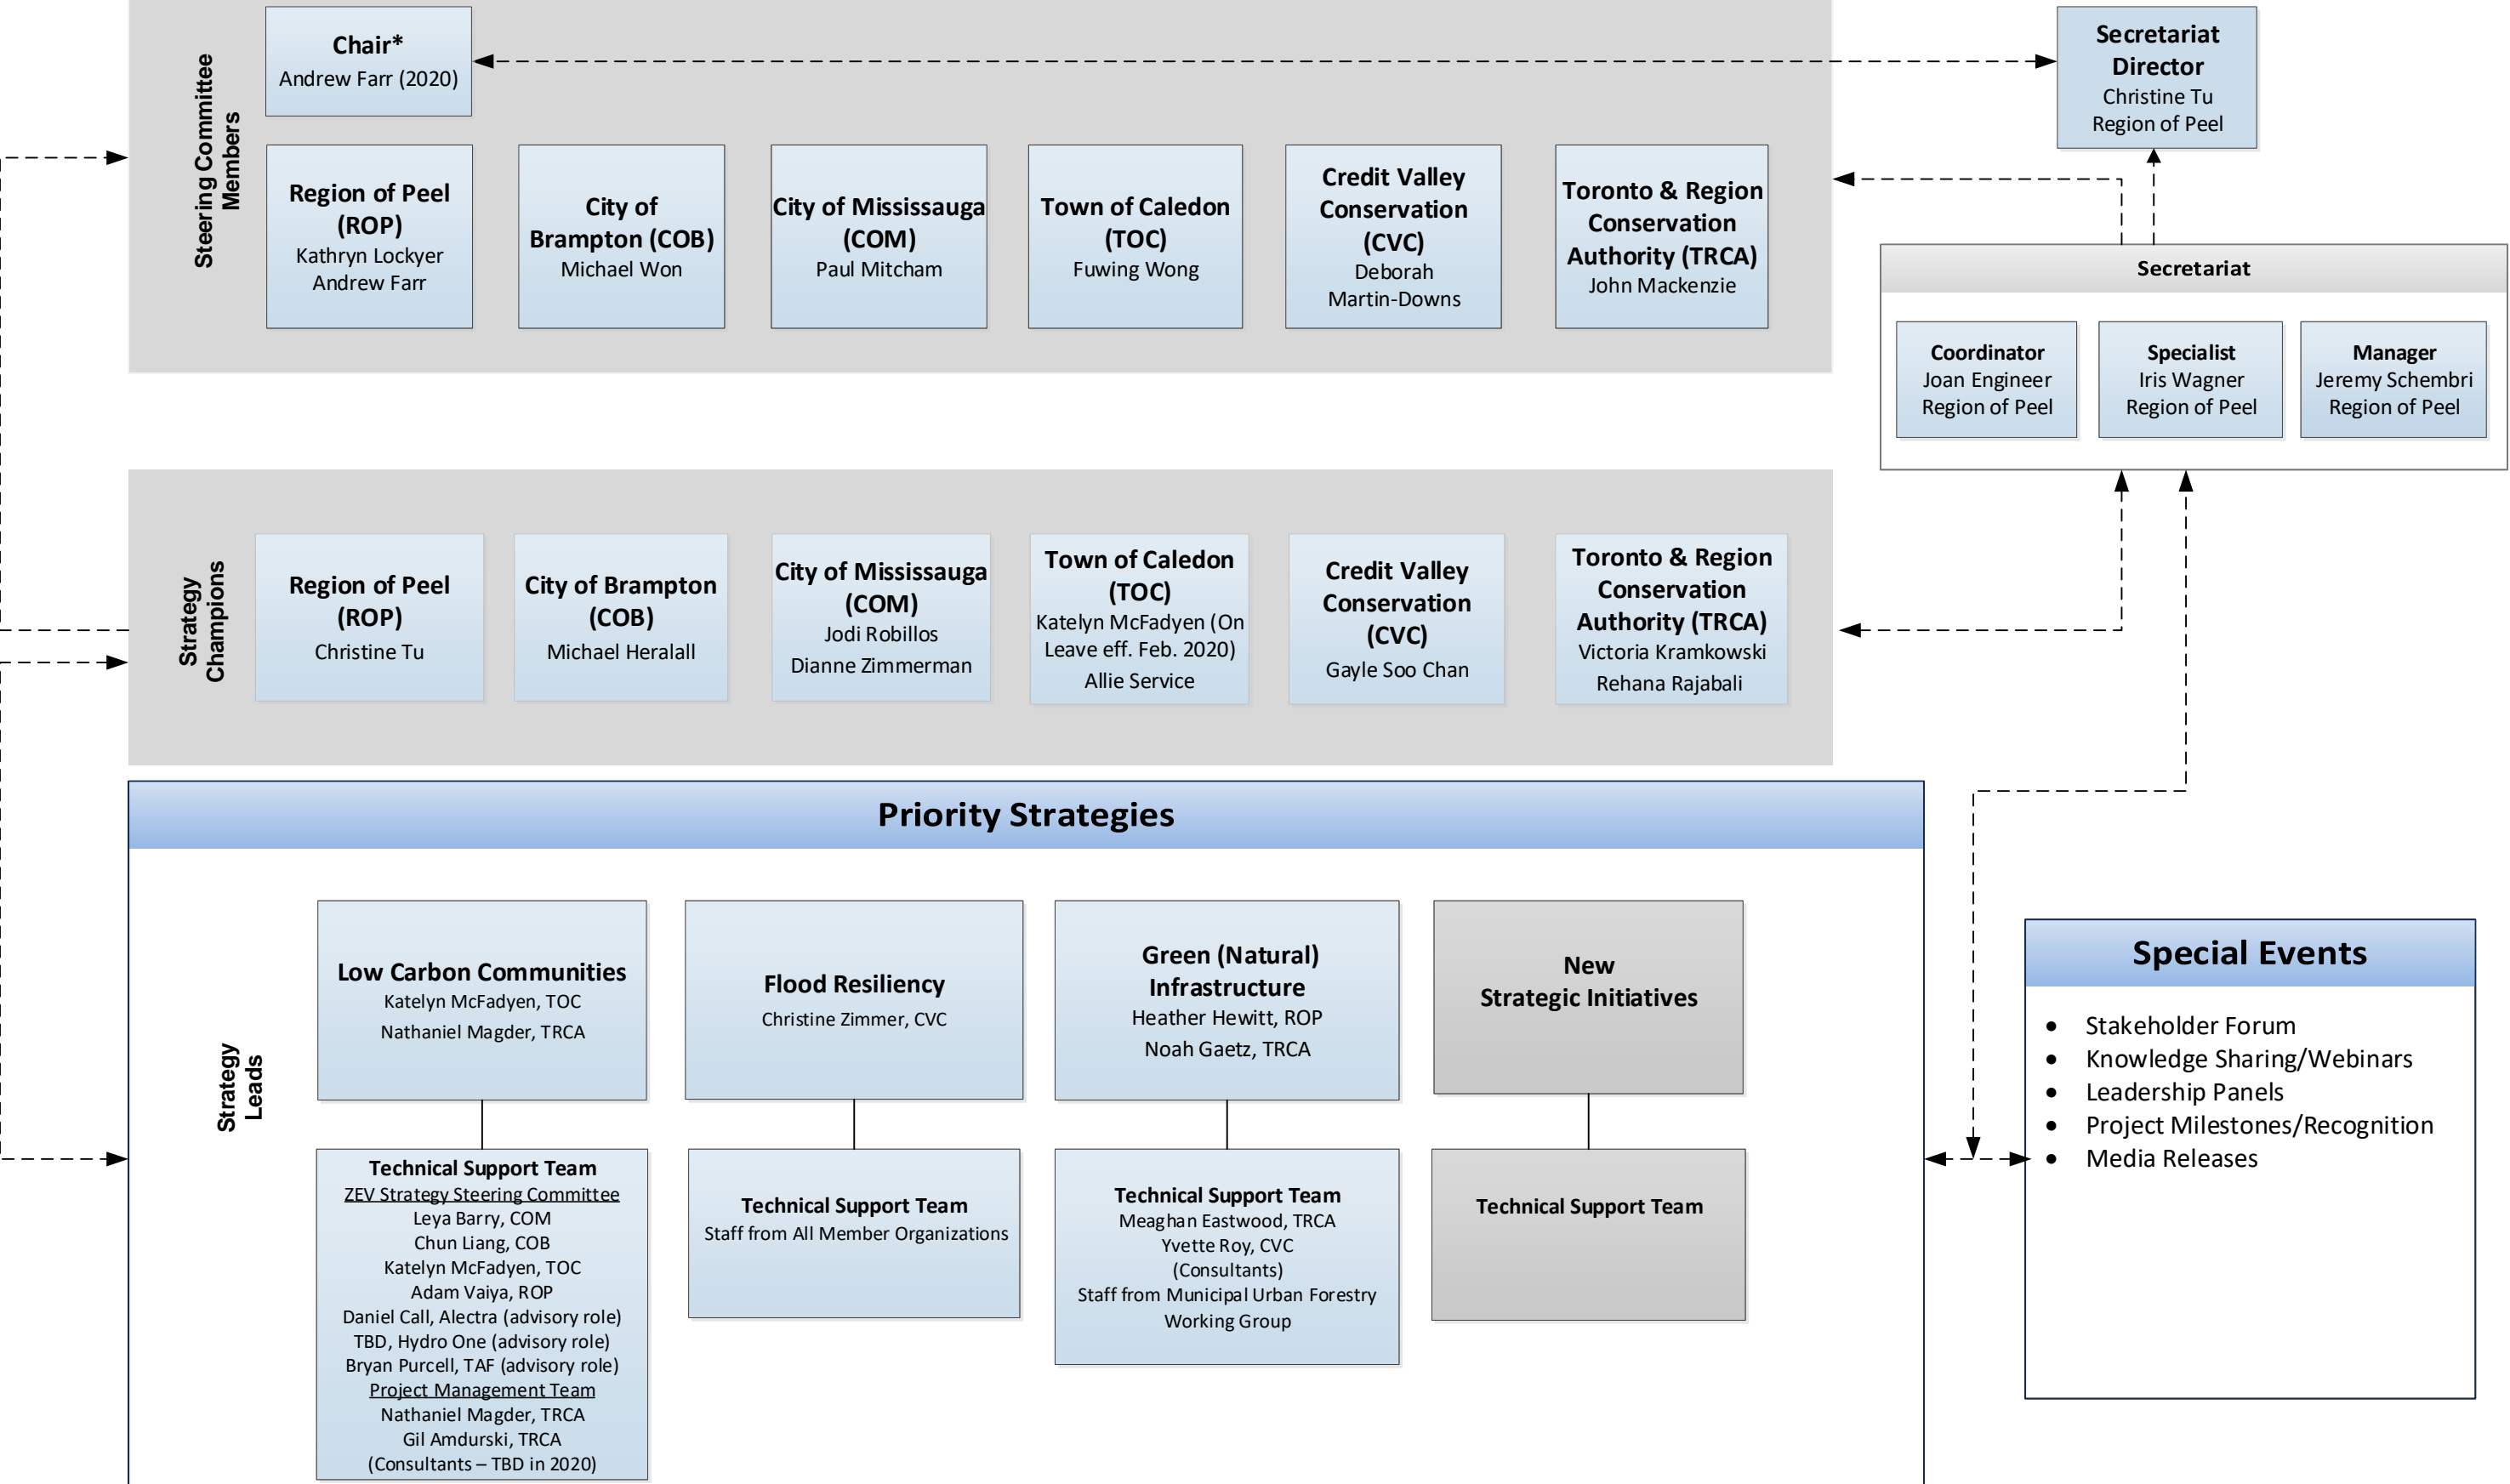 Steering Committee
Members
Chair*
Andrew Farr (2020)
Secretariat
Director
Christine Tu
Region of Peel
Region of Peel
(ROP)
Kathryn Lockyer
Andrew Farr
City of
Brampton (COB)
Michael Won
City of Mississauga
(COM)
Paul Mitcham
Town of Caledon
(TOC)
Fuwing Wong
Credit Valley
Conservation
(CVC)
Deborah
Martin-Downs
Toronto & Region
Conservation
Authority (TRCA)
John Mackenzie
Secretariat
Coordinator
Joan Engineer
Region of Peel
Specialist
Iris Wagner
Region of Peel
Manager
Jeremy Schembri
Region of Peel
Strategy
Champions
Region of Peel
(ROP)
Christine Tu
City of Brampton
(COB)
Michael Heralall
City of Mississauga
(COM)
Jodi Robillos
Dianne Zimmerman
Town of Caledon
(TOC)
Katelyn McFadyen (On
Leave eff. Feb. 2020)
Allie Service
Credit Valley
Conservation
(CVC)
Gayle Soo Chan
Toronto & Region
Conservation
Authority (TRCA)
Victoria Kramkowski
Rehana Rajabali
Priority Strategies
Strategy
Leads
Low Carbon Communities
Katelyn McFadyen, TOC
Nathaniel Magder, TRCA
Flood Resiliency
Christine Zimmer, CVC
Green (Natural)
Infrastructure
Heather Hewitt, ROP
Noah Gaetz, TRCA
New
Strategic Initiatives
Technical Support Team
ZEV Strategy Steering Committee
Leya Barry, COM
Chun Liang, COB
Katelyn McFadyen, TOC
Adam Vaiya, ROP
Daniel Call, Alectra (advisory role)
TBD, Hydro One (advisory role)
Bryan Purcell, TAF (advisory role)
Project Management Team
Nathaniel Magder, TRCA
Gil Amdurski, TRCA
(Consultants – TBD in 2020)
Technical Support Team
Staff from All Member Organizations
Technical Support Team
Meaghan Eastwood, TRCA
Yvette Roy, CVC
(Consultants)
Staff from Municipal Urban Forestry
Working Group
Technical Support Team
Special Events
• Stakeholder Forum
• Knowledge Sharing/Webinars
• Leadership Panels
• Project Milestones/Recognition
• Media Releases